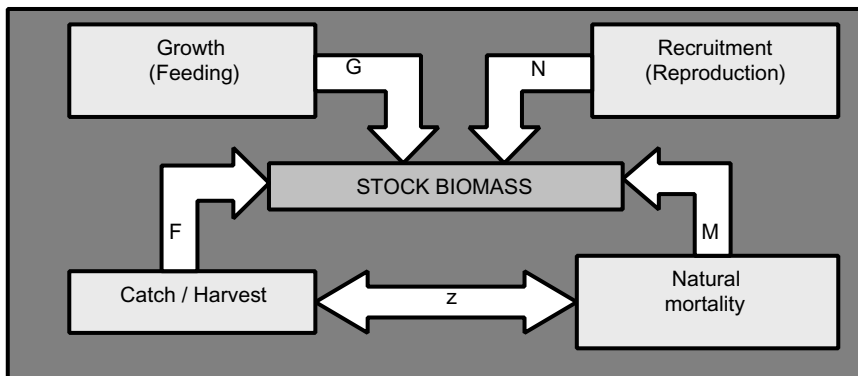 Growth
(Feeding)
G
N
Recruitment
(Reproduction)
STOCK BIOMASS
F
M
Catch / Harvest
z
Natural
mortality